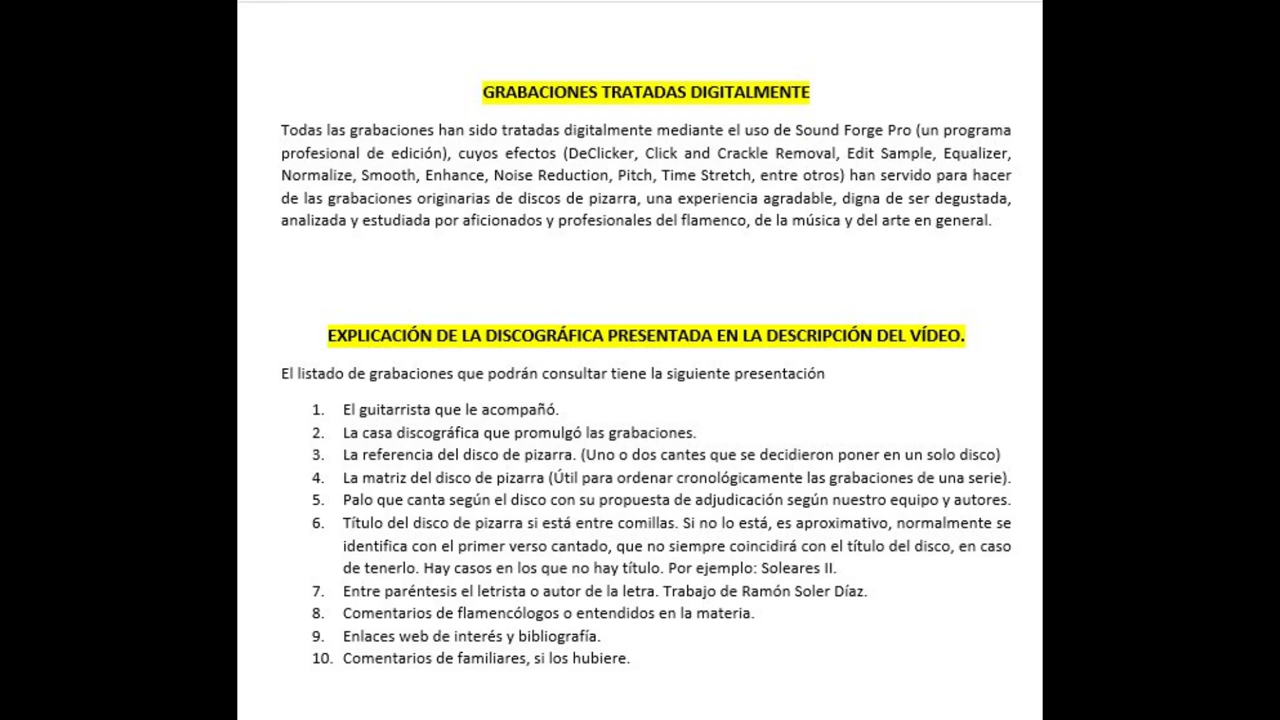 GRABACIONES TRATADAS DIGITALMENTE
Todas las grabaciones han sido tratadas digitalmente mediante el uso de Sound Forge Pro (un programa
profesional de edición), cuyos efectos (DeClicker, Click and Crackle Removal, Edit Sample, Equalizer,
Normalize, Smooth, Enhance, Noise Reduction, Pitch, Time Stretch, entre otros) han servido para hacer
de las grabaciones originarias de discos de pizarra, una experiencia agradable, digna de ser degustada,
analizada y estudiada por aficionados y profesionales del flamenco, de la música y del arte en general.
EXPLICACIÓN DE LA DISCOGRÁFICA PRESENTADA EN LA DESCRIPCIÓN DEL VÍDEO.
El listado de grabaciones que podrán consultar tiene la siguiente presentación
1. El guitarrista que le acompañó.
2. La casa discográfica que promulgó las grabaciones.
3. La referencia del disco de pizarra. (Uno o dos cantes que se decidieron poner en un solo disco)
4. La matriz del disco de pizarra (Útil para ordenar cronológicamente las grabaciones de una serie).
5. Palo que canta según el disco con su propuesta de adjudicación según nuestro equipo y autores.
6. Título del disco de pizarra si está entre comillas. Si no lo está, es aproximativo, normalmente se
identifica con el primer verso cantado, que no siempre coincidirá con el título del disco, en caso
de tenerlo. Hay casos en los que no hay título. Por ejemplo: Soleares II.
7. Entre paréntesis el letrista o autor de la letra. Trabajo de Ramón Soler Díaz.
8. Comentarios de flamencólogos o entendidos en la materia.
9. Enlaces web de interés y bibliografía.
10. Comentarios de familiares, si los hubiere.